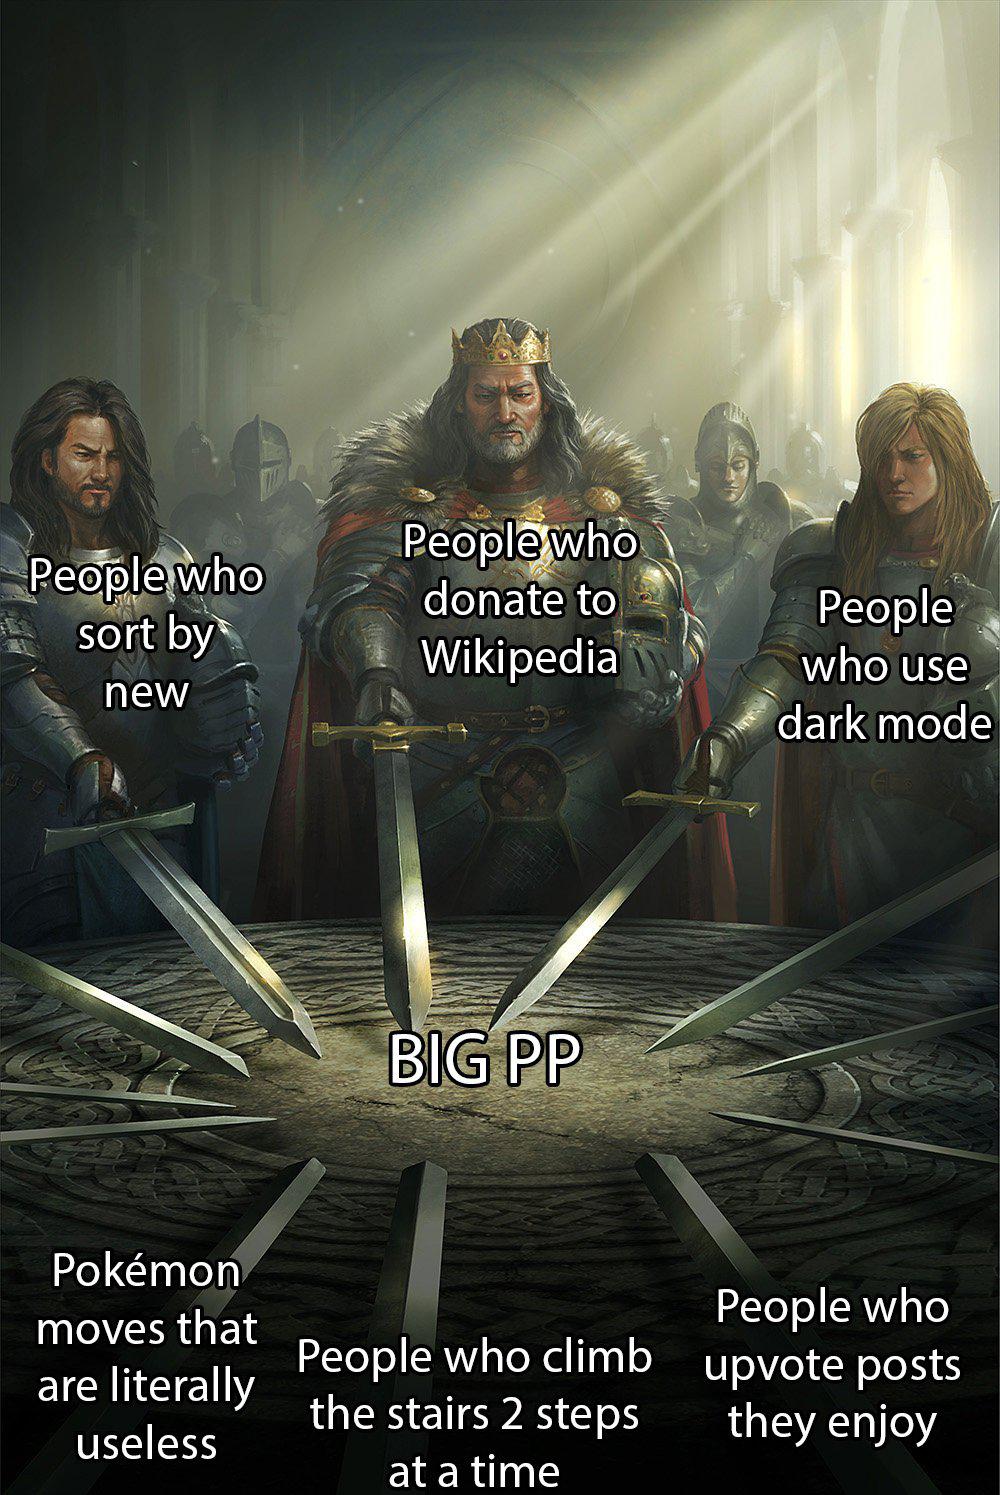 People who
sort by
new
People who
donate to
Wikipedia
People
who use
dark mode
BIG PP
Pokémon
moves that
are literally
useless
People who climb
the stairs 2 steps
at a time
People who
upvote posts
they enjoy